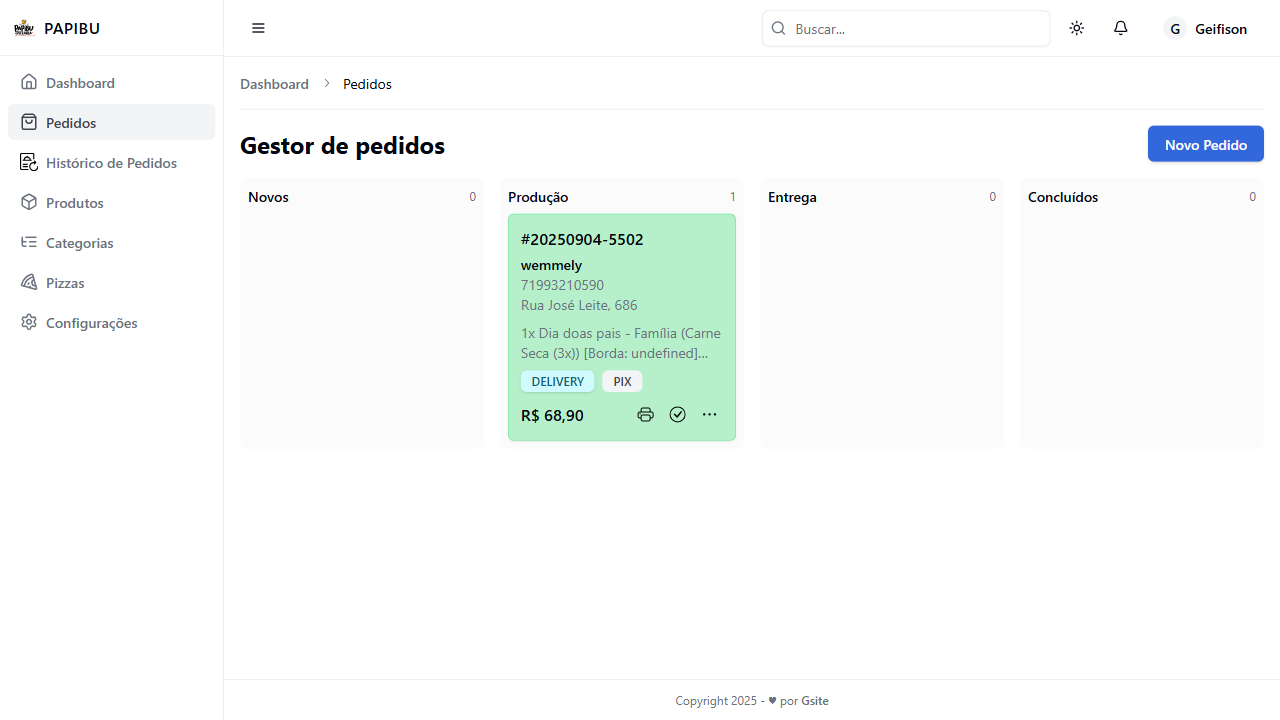 PAPIBU
Dashboard
Pedidos
Histórico de Pedidos
Produtos
Categorias
Pizzas
Configurações
Buscar...
G Geifison
Dashboard Pedidos
Gestor de pedidos
Novo Pedido
Novos 0
Produção 1
#20250904-5502
wemmely
71993210590
Rua José Leite, 686
1x Dia doas pais - Família (Carne
Seca (3x)) [Borda: undefined]...
DELIVERY PIX
R$ 68,90
Entrega 0
Concluídos 0
Copyright 2025 - ♥ por Gsite